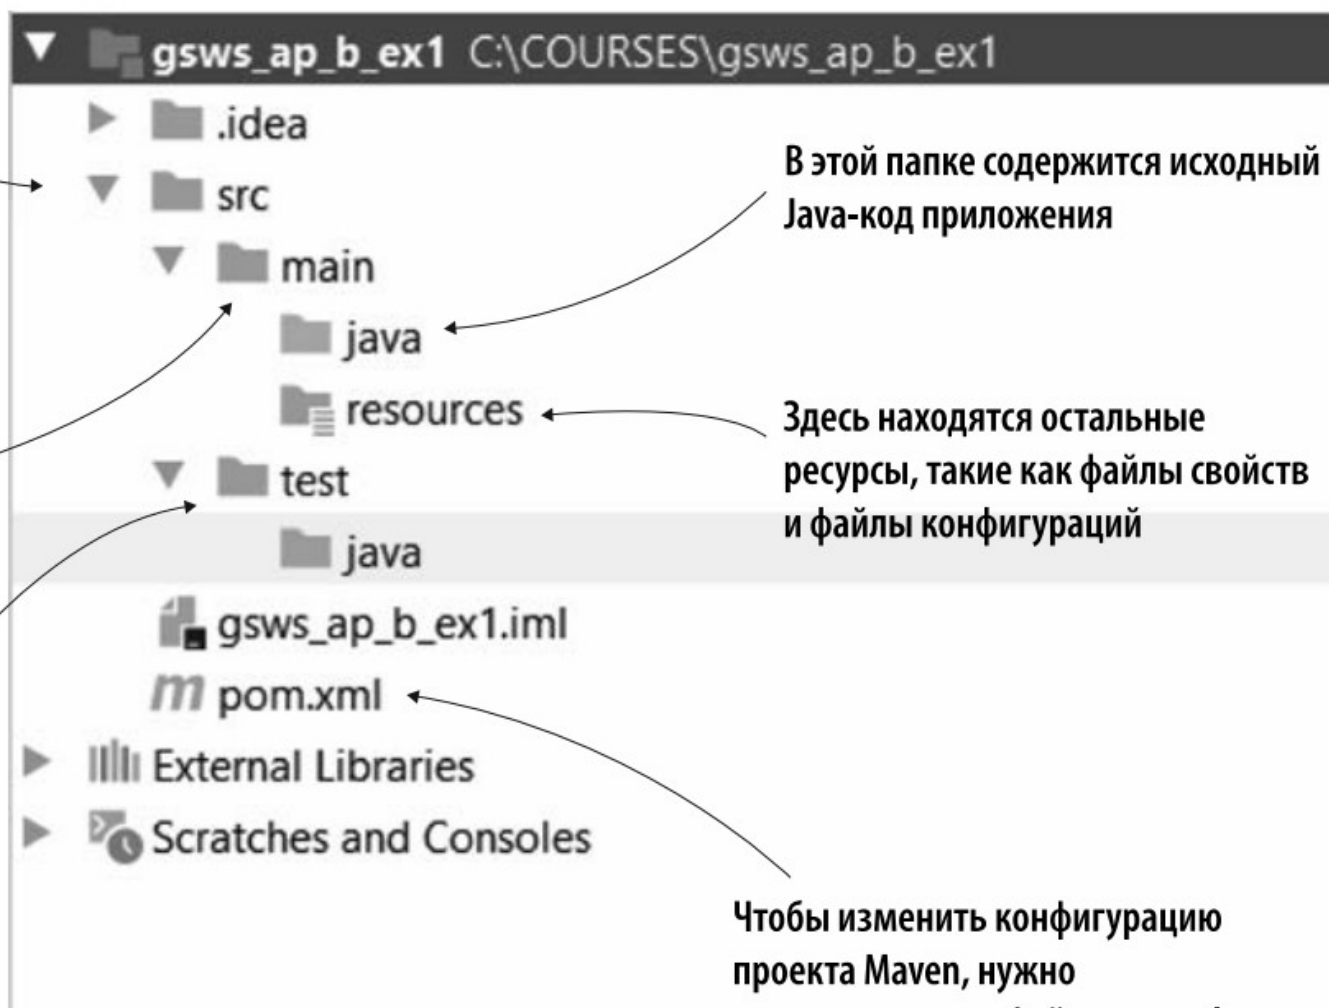 gsws_ap_b_ex1 C:\COURSES\gsws_ap_b_ex1
.idea
src
main
java
resources
test
java
gsws_ap_b_ex1.iml
pom.xml
External Libraries
Scratches and Consoles
В этой папке содержится исходный
Java-код приложения
Здесь находятся остальные
ресурсы, такие как файлы свойств
и файлы конфигураций
Чтобы изменить конфигурацию
проекта Maven, нужно